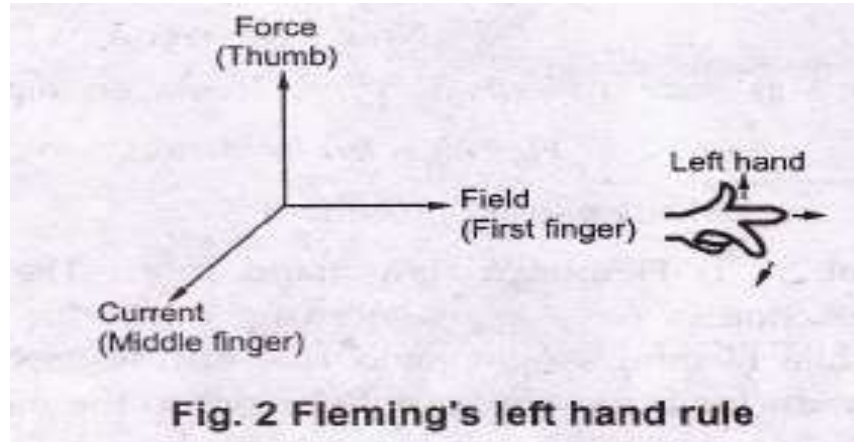 Force
(Thumb)
Left hand
Field
(First finger)
Current
(Middle finger)
Fig. 2 Fleming's left hand rule